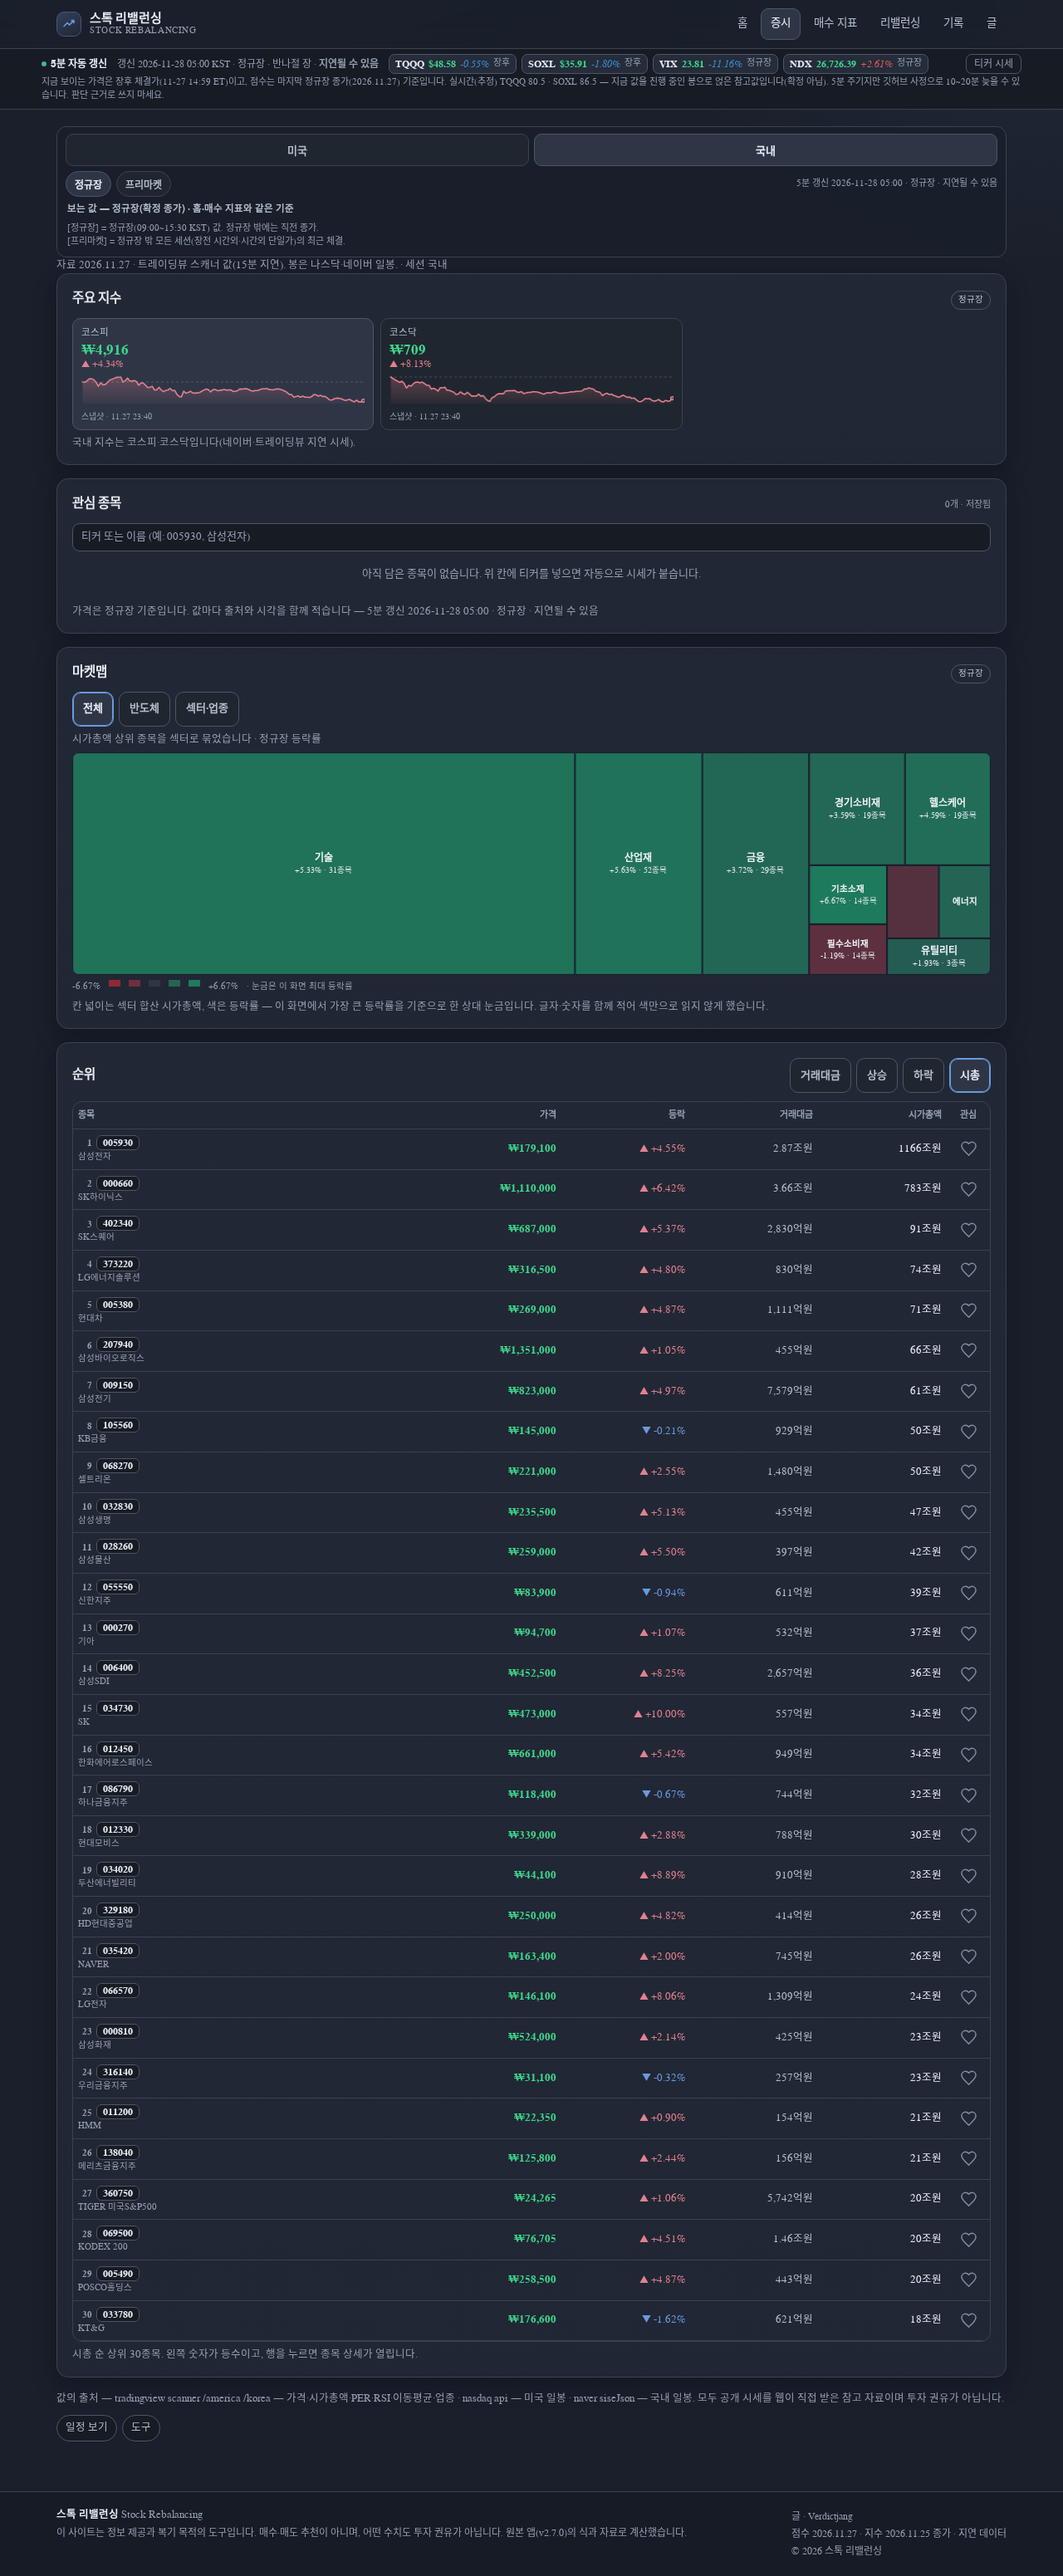 스톡 리밸런싱
STOCK REBALANCING
홈 증시 매수 지표 리밸런싱 기록 글
5분 자동 갱신 갱신 2026-11-28 05:00 KST · 정규장 · 반나절 장 · 지연될 수 있음 TQQQ $48.58 -0.55% 장후 SOXL $35.91 -1.80% 장후 VIX 23.81 -11.16% 정규장 NDX 26,726.39 +2.61% 정규장 티커 시세
지금 보이는 가격은 장후 체결가(11-27 14:59 ET)이고, 점수는 마지막 정규장 종가(2026.11.27) 기준입니다. 실시간(추정) TQQQ 80.5 · SOXL 86.5 — 지금 값을 진행 중인 봉으로 얹은 참고값입니다(확정 아님). 5분 주기지만 깃허브 사정으로 10~20분 늦을 수 있
습니다. 판단 근거로 쓰지 마세요.
미국 국내
정규장 프리마켓 5분 갱신 2026-11-28 05:00 · 정규장 · 지연될 수 있음
보는 값 — 정규장(확정 종가) · 홈·매수 지표와 같은 기준
[정규장] = 정규장(09:00~15:30 KST) 값. 정규장 밖에는 직전 종가.
[프리마켓] = 정규장 밖 모든 세션(장전 시간외·시간외 단일가)의 최근 체결.
자료 2026.11.27 · 트레이딩뷰 스캐너 값(15분 지연). 봉은 나스닥·네이버 일봉. · 세션 국내
주요 지수 정규장
코스피 코스닥
₩4,916 ₩709
▲ +4.34% ▲ +8.13%
스냅샷 · 11.27 23:40 스냅샷 · 11.27 23:40
국내 지수는 코스피·코스닥입니다(네이버·트레이딩뷰 지연 시세).
관심 종목 0개 · 저장됨
티커 또는 이름 (예: 005930, 삼성전자)
아직 담은 종목이 없습니다. 위 칸에 티커를 넣으면 자동으로 시세가 붙습니다.
가격은 정규장 기준입니다. 값마다 출처와 시각을 함께 적습니다 — 5분 갱신 2026-11-28 05:00 · 정규장 · 지연될 수 있음
마켓맵 정규장
전체 반도체 섹터·업종
시가총액 상위 종목을 섹터로 묶었습니다 · 정규장 등락률
기술
+5.33% · 31종목
산업재
+5.63% · 52종목
금융
+3.72% · 29종목
경기소비재
+3.59% · 19종목
헬스케어
+4.59% · 19종목
기초소재
+6.67% · 14종목
에너지
필수소비재
-1.19% · 14종목
유틸리티
+1.93% · 3종목
-6.67% +6.67% · 눈금은 이 화면 최대 등락률
칸 넓이는 섹터 합산 시가총액, 색은 등락률 — 이 화면에서 가장 큰 등락률을 기준으로 한 상대 눈금입니다. 글자·숫자를 함께 적어 색만으로 읽지 않게 했습니다.
순위 거래대금 상승 하락 시총
종목 가격 등락 거래대금 시가총액 관심
1 005930 ₩179,100 ▲ +4.55% 2.87조원 1166조원
삼성전자
2 000660 ₩1,110,000 ▲ +6.42% 3.66조원 783조원
SK하이닉스
3 402340 ₩687,000 ▲ +5.37% 2,830억원 91조원
SK스퀘어
4 373220 ₩316,500 ▲ +4.80% 830억원 74조원
LG에너지솔루션
5 005380 ₩269,000 ▲ +4.87% 1,111억원 71조원
현대차
6 207940 ₩1,351,000 ▲ +1.05% 455억원 66조원
삼성바이오로직스
7 009150 ₩823,000 ▲ +4.97% 7,579억원 61조원
삼성전기
8 105560 ₩145,000 ▼ -0.21% 929억원 50조원
KB금융
9 068270 ₩221,000 ▲ +2.55% 1,480억원 50조원
셀트리온
10 032830 ₩235,500 ▲ +5.13% 455억원 47조원
삼성생명
11 028260 ₩259,000 ▲ +5.50% 397억원 42조원
삼성물산
12 055550 ₩83,900 ▼ -0.94% 611억원 39조원
신한지주
13 000270 ₩94,700 ▲ +1.07% 532억원 37조원
기아
14 006400 ₩452,500 ▲ +8.25% 2,657억원 36조원
삼성SDI
15 034730 ₩473,000 ▲ +10.00% 557억원 34조원
SK
16 012450 ₩661,000 ▲ +5.42% 949억원 34조원
한화에어로스페이스
17 086790 ₩118,400 ▼ -0.67% 744억원 32조원
하나금융지주
18 012330 ₩339,000 ▲ +2.88% 788억원 30조원
현대모비스
19 034020 ₩44,100 ▲ +8.89% 910억원 28조원
두산에너빌리티
20 329180 ₩250,000 ▲ +4.82% 414억원 26조원
HD현대중공업
21 035420 ₩163,400 ▲ +2.00% 745억원 26조원
NAVER
22 066570 ₩146,100 ▲ +8.06% 1,309억원 24조원
LG전자
23 000810 ₩524,000 ▲ +2.14% 425억원 23조원
삼성화재
24 316140 ₩31,100 ▼ -0.32% 257억원 23조원
우리금융지주
25 011200 ₩22,350 ▲ +0.90% 154억원 21조원
HMM
26 138040 ₩125,800 ▲ +2.44% 156억원 21조원
메리츠금융지주
27 360750 ₩24,265 ▲ +1.06% 5,742억원 20조원
TIGER 미국S&P500
28 069500 ₩76,705 ▲ +4.51% 1.46조원 20조원
KODEX 200
29 005490 ₩258,500 ▲ +4.87% 443억원 20조원
POSCO홀딩스
30 033780 ₩176,600 ▼ -1.62% 621억원 18조원
KT&G
시총 순 상위 30종목. 왼쪽 숫자가 등수이고, 행을 누르면 종목 상세가 열립니다.
값의 출처 — tradingview scanner /america /korea — 가격·시가총액·PER·RSI·이동평균·업종 · nasdaq api — 미국 일봉 · naver siseJson — 국내 일봉. 모두 공개 시세를 웹이 직접 받은 참고 자료이며 투자 권유가 아닙니다.
일정 보기 도구
스톡 리밸런싱 Stock Rebalancing
이 사이트는 정보 제공과 복기 목적의 도구입니다. 매수·매도 추천이 아니며, 어떤 수치도 투자 권유가 아닙니다. 원본 앱(v2.7.0)의 식과 자료로 계산했습니다.
글 · Verdictjang
점수 2026.11.27 · 지수 2026.11.25 종가 · 지연 데이터
© 2026 스톡 리밸런싱